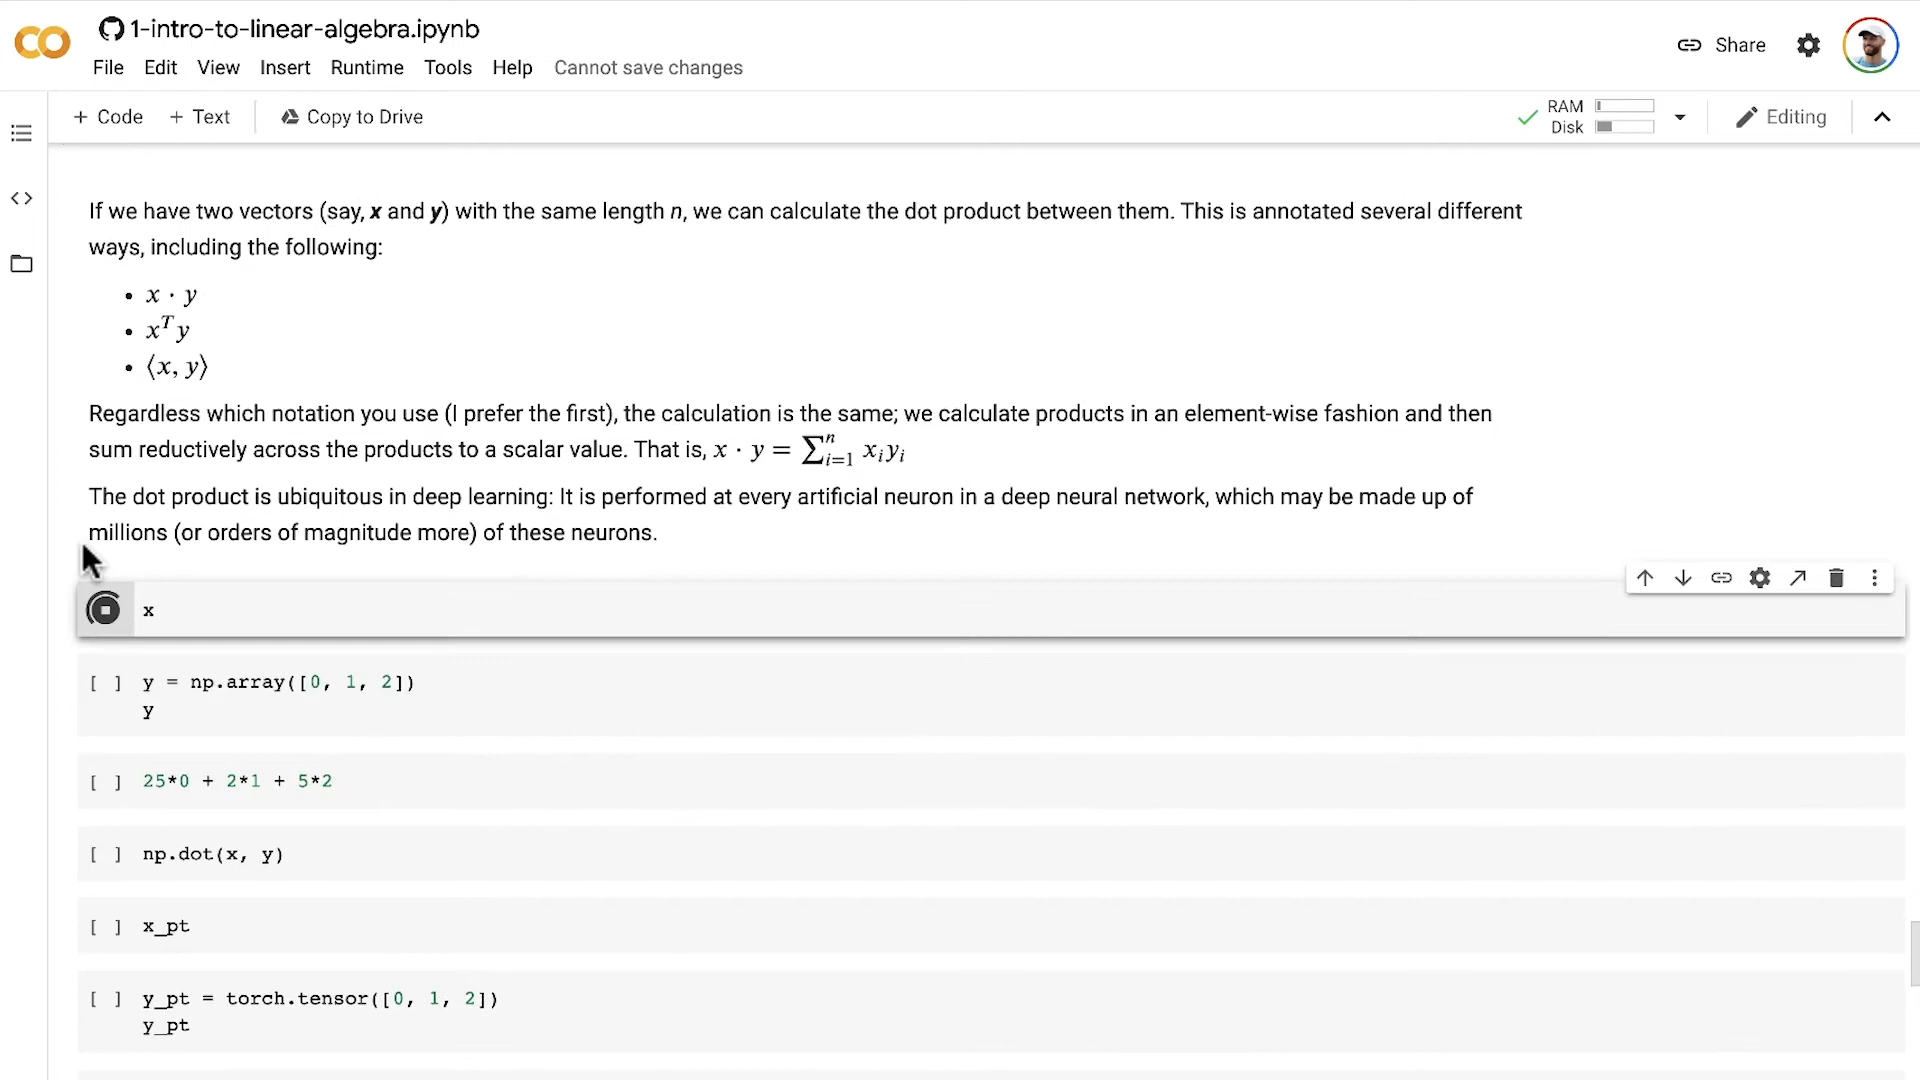 1-intro-to-linear-algebra.ipynb
File Edit View Insert Runtime Tools Help Cannot save changes
Share
+ Code + Text Copy to Drive
RAM
Disk
Editing
If we have two vectors (say, x and y) with the same length n, we can calculate the dot product between them. This is annotated several different
ways, including the following:
• x · y
• x^T y
• ⟨x, y⟩
Regardless which notation you use (I prefer the first), the calculation is the same; we calculate products in an element-wise fashion and then
sum reductively across the products to a scalar value. That is, x · y = ∑_{i=1}^{n} x_i y_i
The dot product is ubiquitous in deep learning: It is performed at every artificial neuron in a deep neural network, which may be made up of
millions (or orders of magnitude more) of these neurons.
x
[ ] y = np.array([0, 1, 2])
y
[ ] 25*0 + 2*1 + 5*2
[ ] np.dot(x, y)
[ ] x_pt
[ ] y_pt = torch.tensor([0, 1, 2])
y_pt